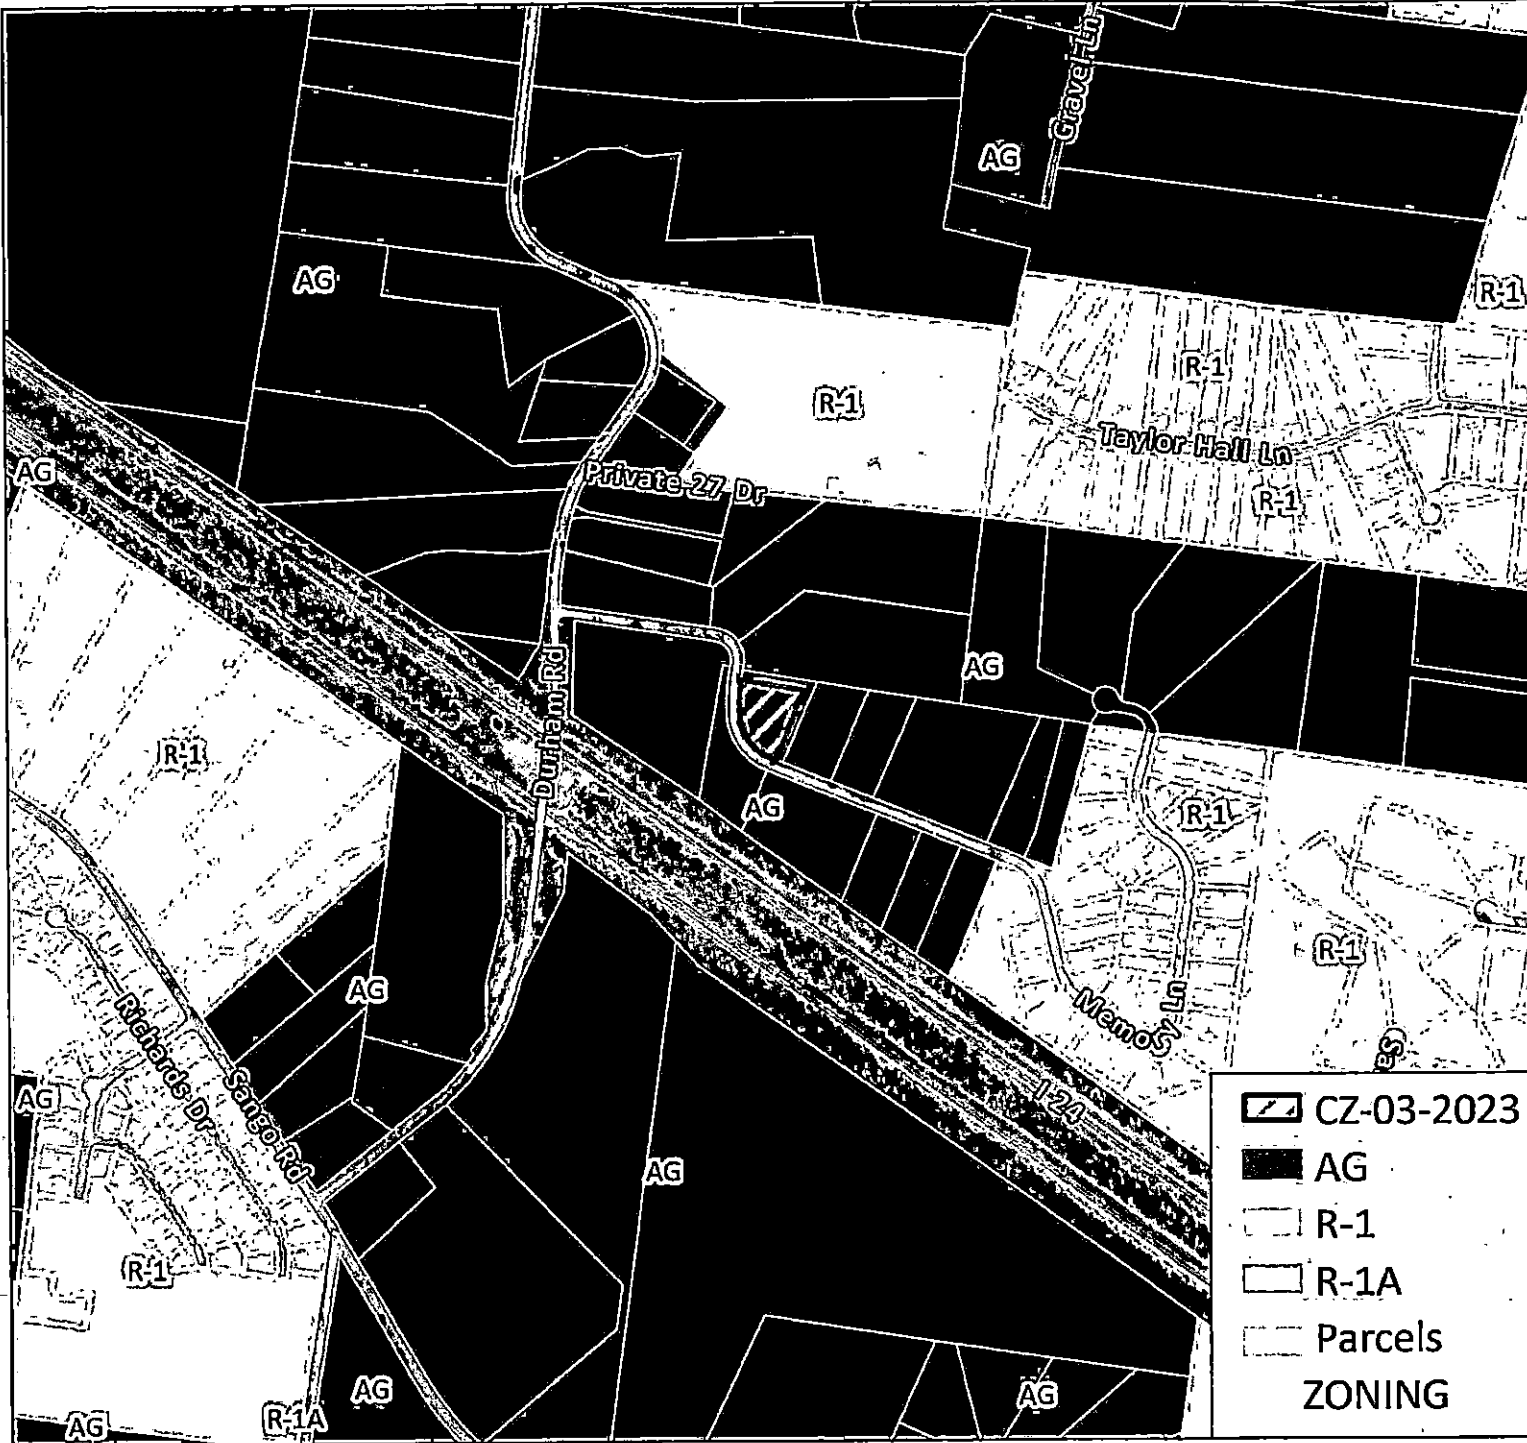 Gravel Ln
AG
AG
R-1
R-1
R-1
Taylor Hall Ln
AG
Private 27 Dr
R-1
AG
Durham Rd
R-1
AG
R-1
R-1
AG
Memory Ln
Richards Dr
Sango Rd
AG
I 24
AG
R-1
AG
AG
R-1A
AG
CZ-03-2023
AG
R-1
R-1A
Parcels
ZONING